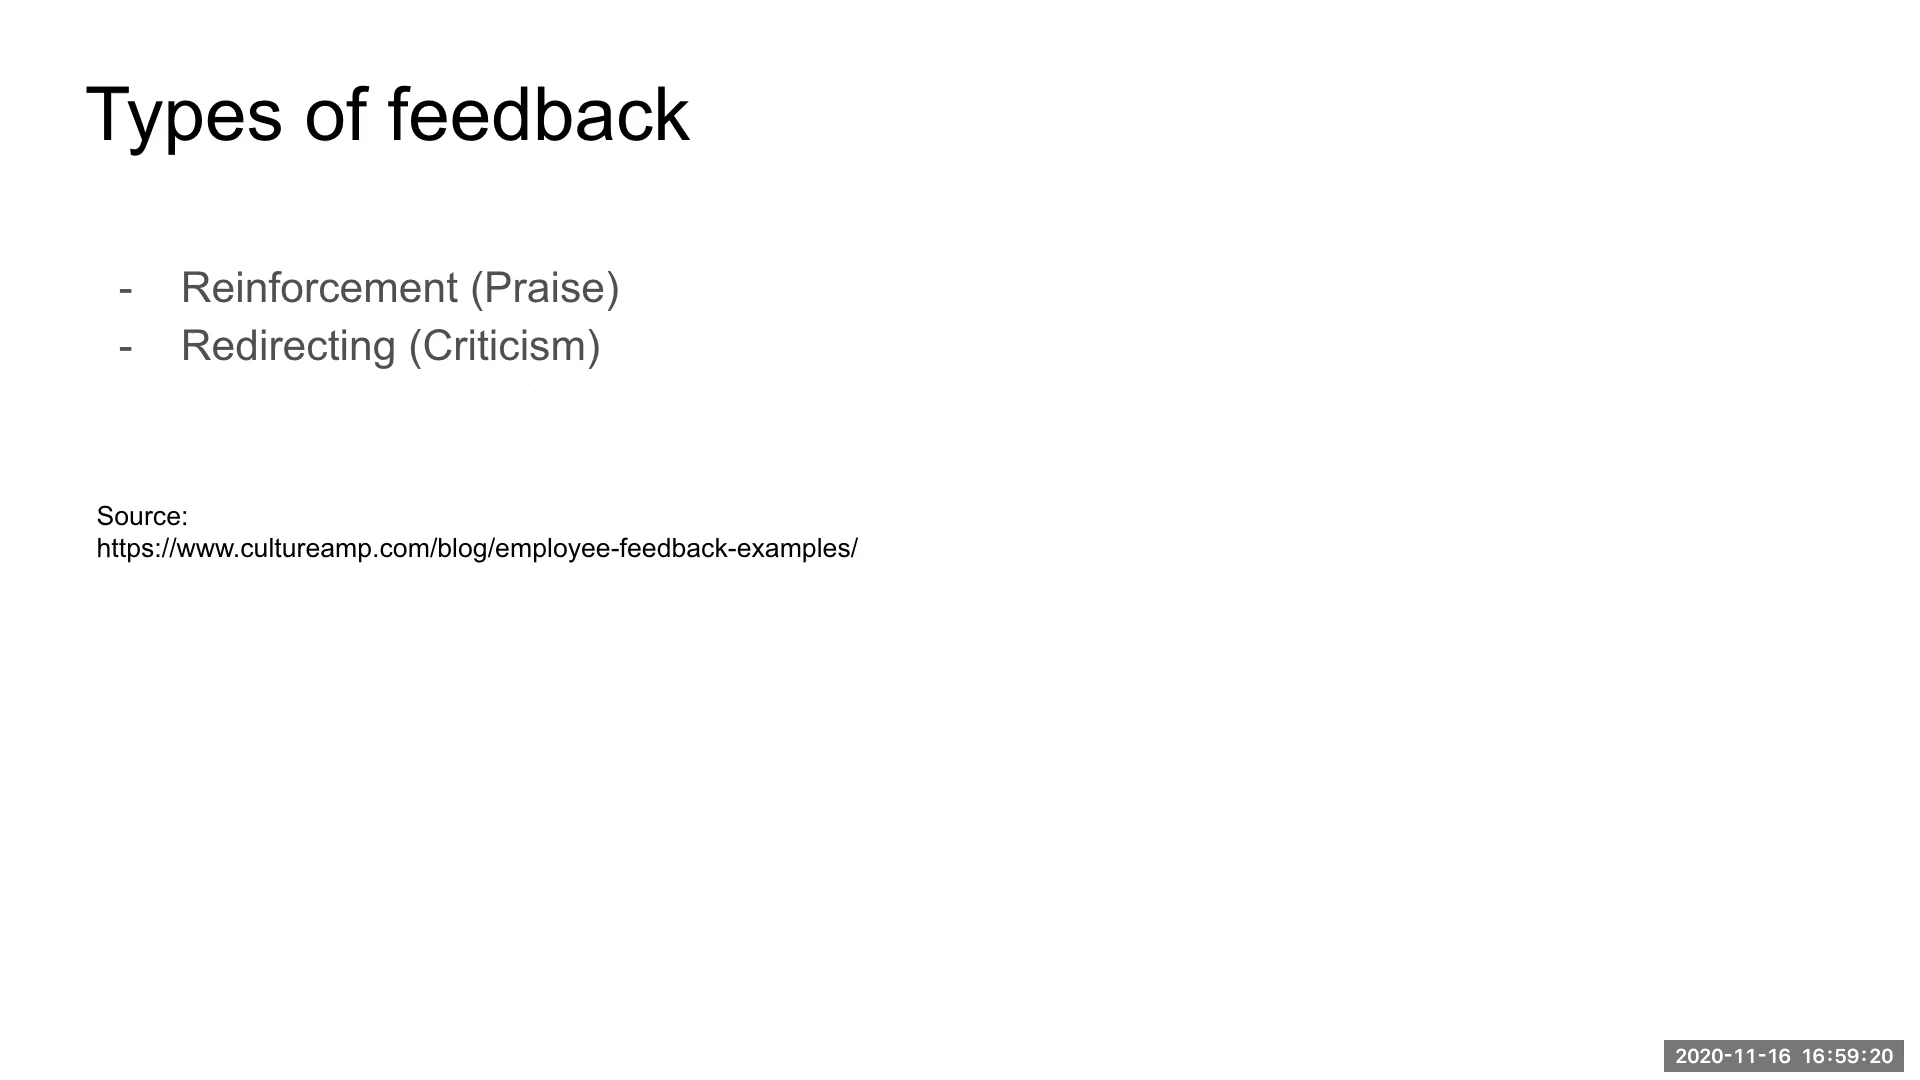 Types of feedback
- Reinforcement (Praise)
- Redirecting (Criticism)
Source:
https://www.cultureamp.com/blog/employee-feedback-examples/
2020-11-16 16:59:20